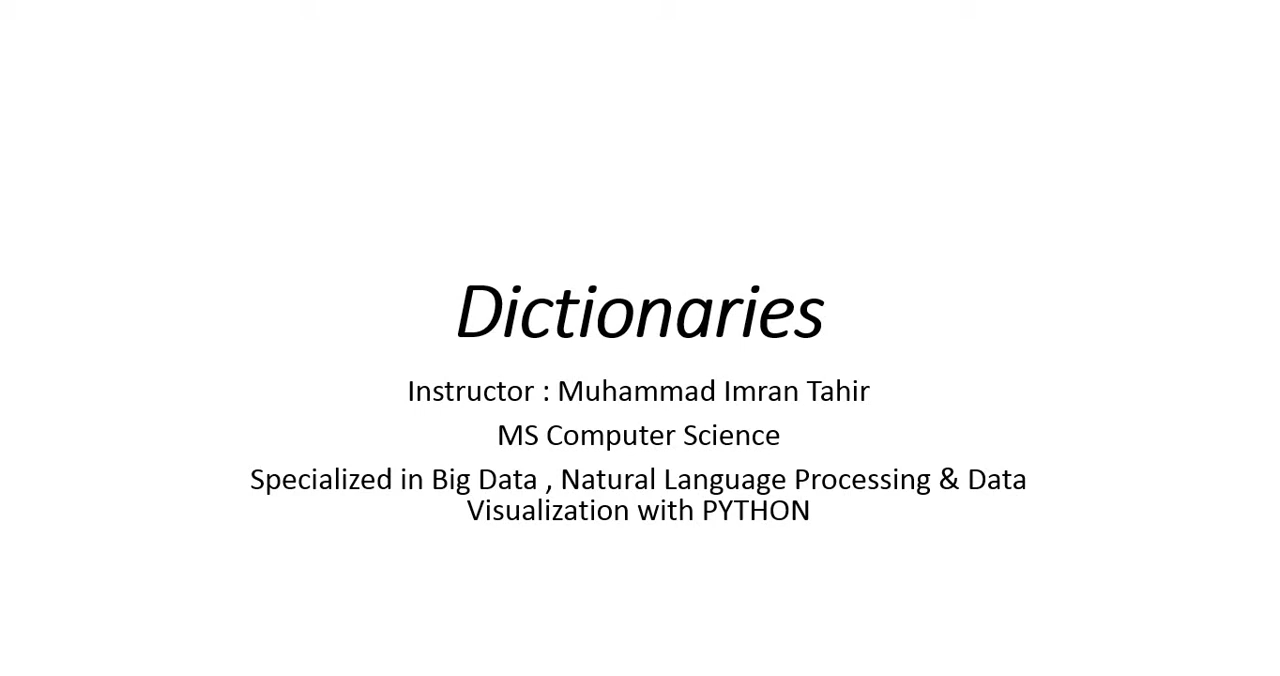 Dictionaries
Instructor : Muhammad Imran Tahir
MS Computer Science
Specialized in Big Data , Natural Language Processing & Data
Visualization with PYTHON